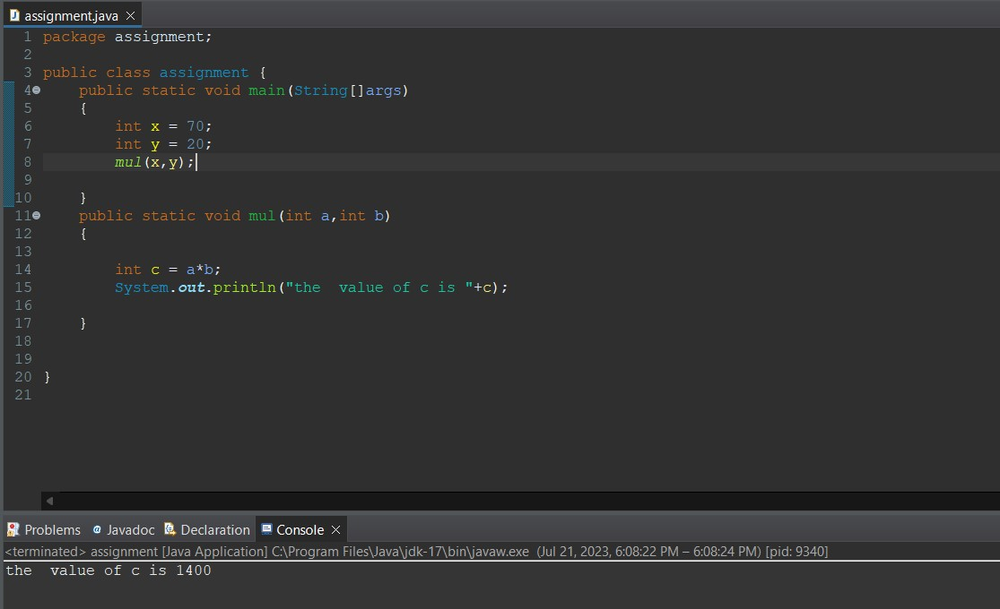 assignment.java
1 package assignment;
2
3 public class assignment {
4 public static void main(String[]args)
5 {
6 int x = 70;
7 int y = 20;
8 mul(x,y);
9
10 }
11 public static void mul(int a,int b)
12 {
13
14 int c = a*b;
15 System.out.println("the  value of c is "+c);
16
17 }
18
19
20 }
21
Problems @ Javadoc Declaration Console
<terminated> assignment [Java Application] C:\Program Files\Java\jdk-17\bin\javaw.exe (Jul 21, 2023, 6:08:22 PM – 6:08:24 PM) [pid: 9340]
the  value of c is 1400